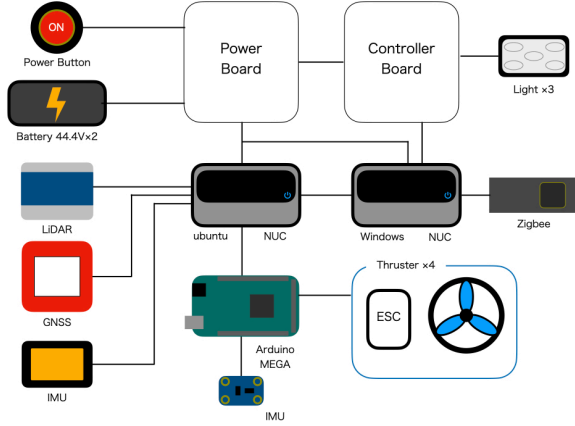 ON
Power Button
Power
Board
Controller
Board
Light ×3
Battery 44.4V×2
LiDAR
ubuntu NUC
Windows NUC
Zigbee
GNSS
Thruster ×4
ESC
Arduino
MEGA
IMU
IMU